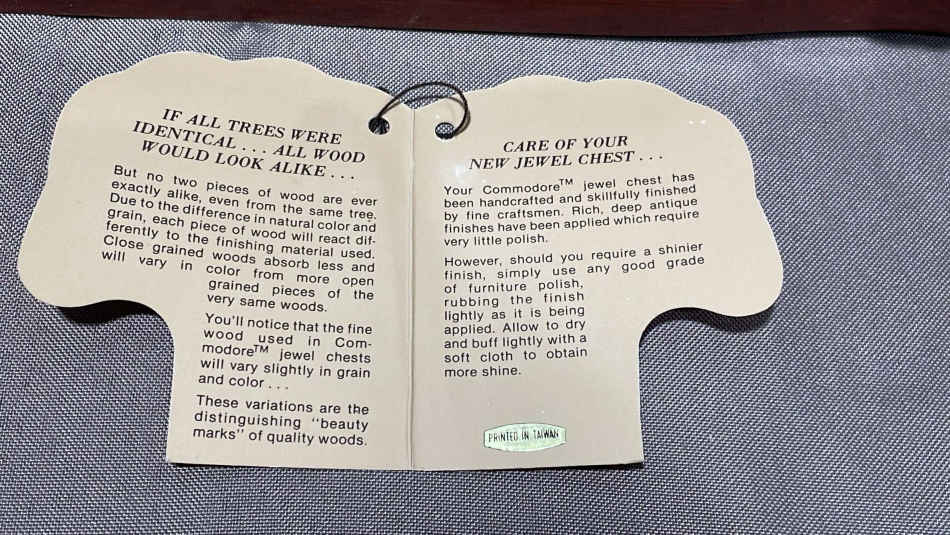 IF ALL TREES WERE
IDENTICAL . . . ALL WOOD
WOULD LOOK ALIKE . . .
But no two pieces of wood are ever
exactly alike, even from the same tree.
Due to the difference in natural color and
grain, each piece of wood will react dif-
ferently to the finishing material used.
Close grained woods absorb less and
will vary in color from more open
grained pieces of the
very same woods.
You'll notice that the fine
wood used in Com-
modore™ jewel chests
will vary slightly in grain
and color . . .
These variations are the
distinguishing "beauty
marks" of quality woods.
CARE OF YOUR
NEW JEWEL CHEST . . .
Your Commodore™ jewel chest has
been handcrafted and skillfully finished
by fine craftsmen. Rich, deep antique
finishes have been applied which require
very little polish.
However, should you require a shinier
finish, simply use any good grade
of furniture polish,
rubbing the finish
lightly as it is being
applied. Allow to dry
and buff lightly with a
soft cloth to obtain
more shine.
PRINTED IN TAIWAN